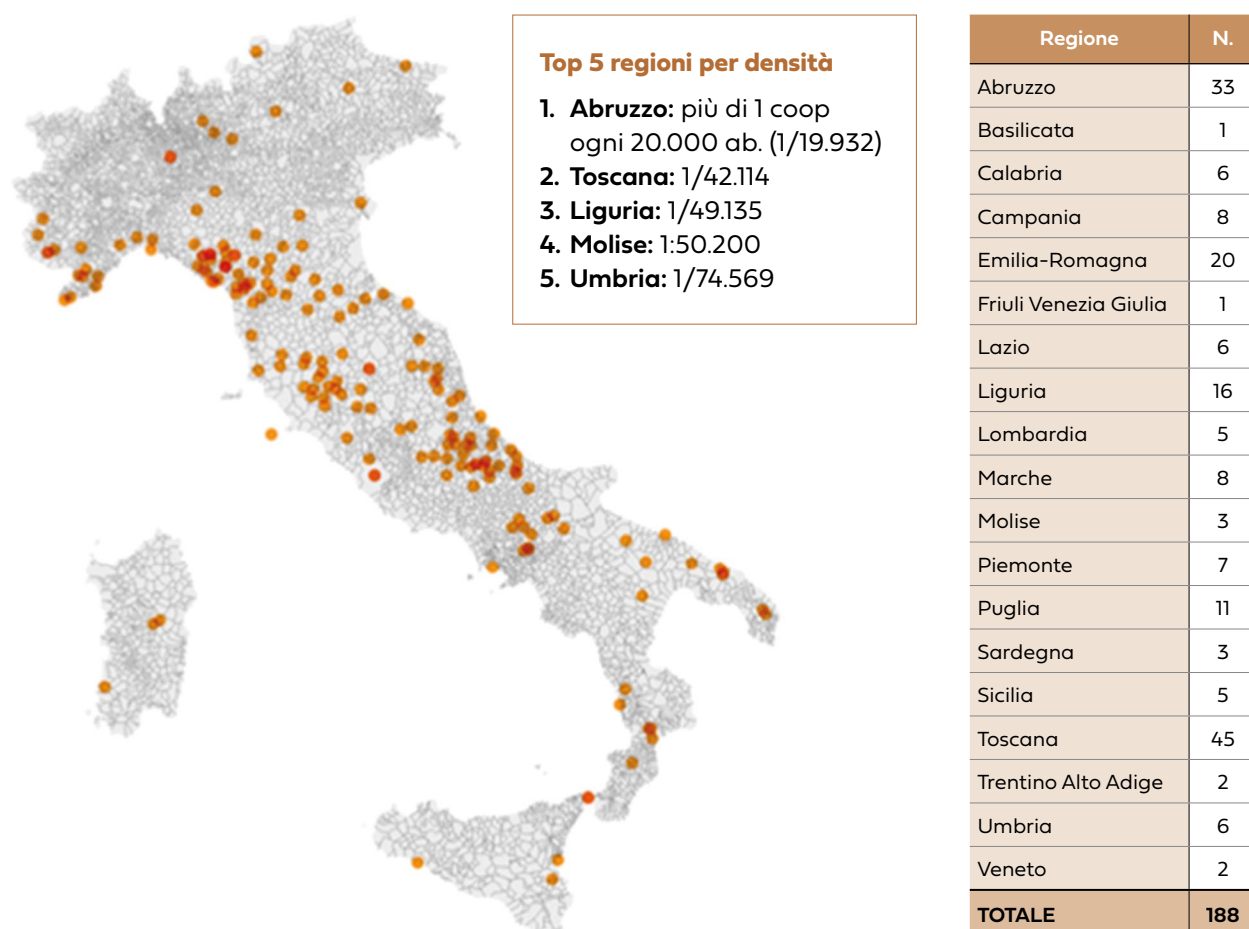 Top 5 regioni per densità
1. Abruzzo: più di 1 coop
ogni 20.000 ab. (1/19.932)
2. Toscana: 1/42.114
3. Liguria: 1/49.135
4. Molise: 1:50.200
5. Umbria: 1/74.569
Regione N.
Abruzzo 33
Basilicata 1
Calabria 6
Campania 8
Emilia-Romagna 20
Friuli Venezia Giulia 1
Lazio 6
Liguria 16
Lombardia 5
Marche 8
Molise 3
Piemonte 7
Puglia 11
Sardegna 3
Sicilia 5
Toscana 45
Trentino Alto Adige 2
Umbria 6
Veneto 2
TOTALE 188